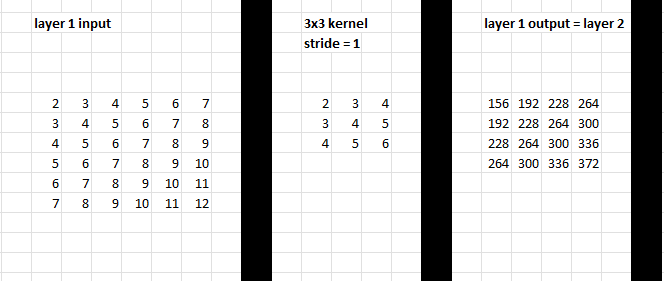 layer 1 input 3x3 kernel layer 1 output = layer 2
stride = 1
2 3 4 5 6 7 2 3 4 156 192 228 264
3 4 5 6 7 8 3 4 5 192 228 264 300
4 5 6 7 8 9 4 5 6 228 264 300 336
5 6 7 8 9 10 264 300 336 372
6 7 8 9 10 11
7 8 9 10 11 12